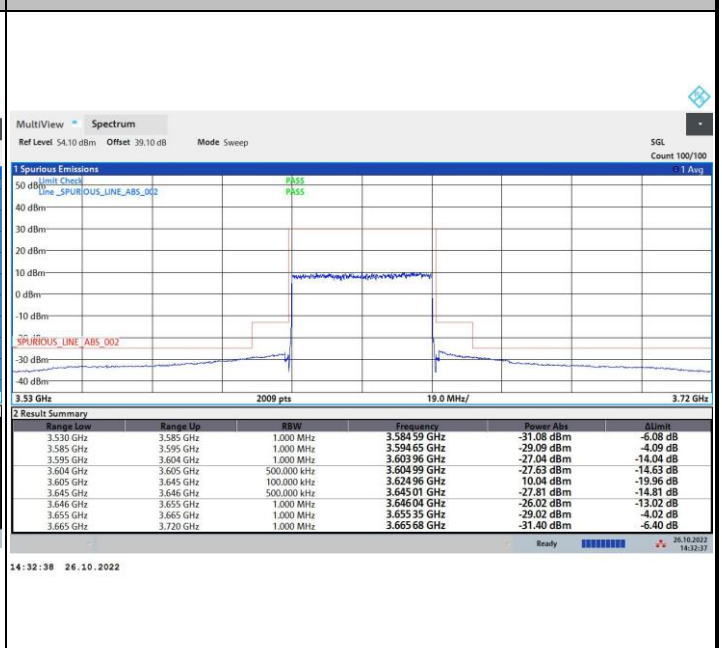 MultiView Spectrum
Ref Level 54.10 dBm Offset 39.10 dB Mode Sweep SGL
Count 100/100
1 Spurious Emissions 1 Avg
50 dBm Limit Check PASS
Line _SPURIOUS_LINE_ABS_002 PASS
40 dBm
30 dBm
20 dBm
10 dBm
0 dBm
-10 dBm
_SPURIOUS_LINE_ABS_002
-30 dBm
-40 dBm
3.53 GHz 2009 pts 19.0 MHz/ 3.72 GHz
2 Result Summary
Range Low Range Up RBW Frequency Power Abs ΔLimit
3.530 GHz 3.585 GHz 1.000 MHz 3.584 59 GHz -31.08 dBm -6.08 dB
3.585 GHz 3.595 GHz 1.000 MHz 3.594 65 GHz -29.09 dBm -4.09 dB
3.595 GHz 3.604 GHz 1.000 MHz 3.603 96 GHz -27.04 dBm -14.04 dB
3.604 GHz 3.605 GHz 500.000 kHz 3.604 99 GHz -27.63 dBm -14.63 dB
3.605 GHz 3.645 GHz 100.000 kHz 3.624 96 GHz 10.04 dBm -19.96 dB
3.645 GHz 3.646 GHz 500.000 kHz 3.645 01 GHz -27.81 dBm -14.81 dB
3.646 GHz 3.655 GHz 1.000 MHz 3.646 04 GHz -26.02 dBm -13.02 dB
3.655 GHz 3.665 GHz 1.000 MHz 3.655 35 GHz -29.02 dBm -4.02 dB
3.665 GHz 3.720 GHz 1.000 MHz 3.665 68 GHz -31.40 dBm -6.40 dB
Ready 26.10.2022
14:32:37
14:32:38 26.10.2022